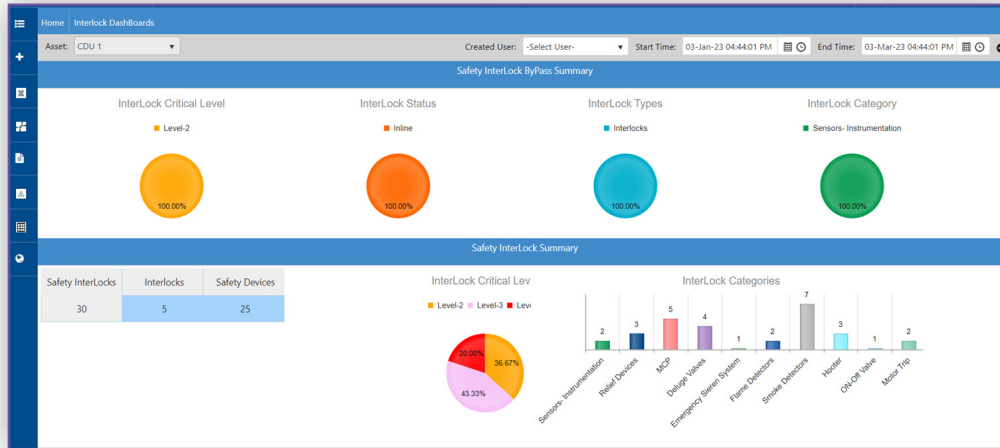 Home Interlock DashBoards
Asset: CDU 1 Created User: -Select User- Start Time: 03-Jan-23 04:44:01 PM End Time: 03-Mar-23 04:44:01 PM
Safety InterLock ByPass Summary
InterLock Critical Level InterLock Status InterLock Types InterLock Category
Level-2 Inline Interlocks Sensors- Instrumentation
100.00% 100.00% 100.00% 100.00%
Safety InterLock Summary
Safety InterLocks Interlocks Safety Devices
30 5 25
InterLock Critical Lev
Level-2 Level-3 Leve
20.00% 36.67%
43.33%
InterLock Categories
2 3 5 4 1 2 7 3 1 2
Sensors- Instrumentation
Relief Devices
MCP
Deluge Valves
Emergency Sieren System
Flame Detectors
Smoke Detectors
Hooter
ON-Off Valve
Motor Trip